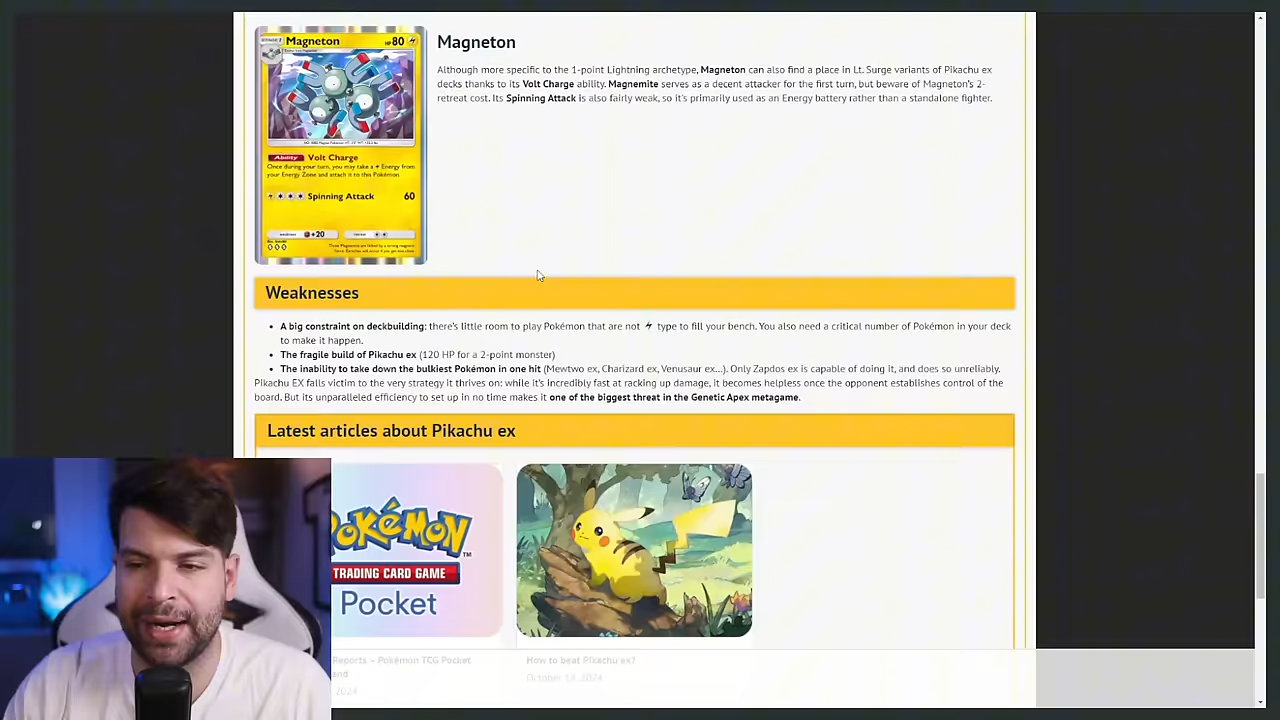 Magneton HP 80
Ability Volt Charge
Once during your turn, you may take a Energy from
your Energy Zone and attach it to this Pokémon.
Spinning Attack 60
weakness +20
Magneton
Although more specific to the 1-point Lightning archetype, Magneton can also find a place in Lt. Surge variants of Pikachu ex
decks thanks to its Volt Charge ability. Magnemite serves as a decent attacker for the first turn, but beware of Magneton's 2-
retreat cost. Its Spinning Attack is also fairly weak, so it's primarily used as an Energy battery rather than a standalone fighter.
Weaknesses
• A big constraint on deckbuilding: there's little room to play Pokémon that are not type to fill your bench. You also need a critical number of Pokémon in your deck
to make it happen.
• The fragile build of Pikachu ex (120 HP for a 2-point monster)
• The inability to take down the bulkiest Pokémon in one hit (Mewtwo ex, Charizard ex, Venusaur ex...). Only Zapdos ex is capable of doing it, and does so unreliably.
Pikachu EX falls victim to the very strategy it thrives on: while it's incredibly fast at racking up damage, it becomes helpless once the opponent establishes control of the
board. But its unparalleled efficiency to set up in no time makes it one of the biggest threat in the Genetic Apex metagame.
Latest articles about Pikachu ex
POKéMON
TM
TRADING CARD GAME
Pocket
Reports – Pokémon TCG Pocket
2024
How to beat Pikachu ex?
October 19, 2024